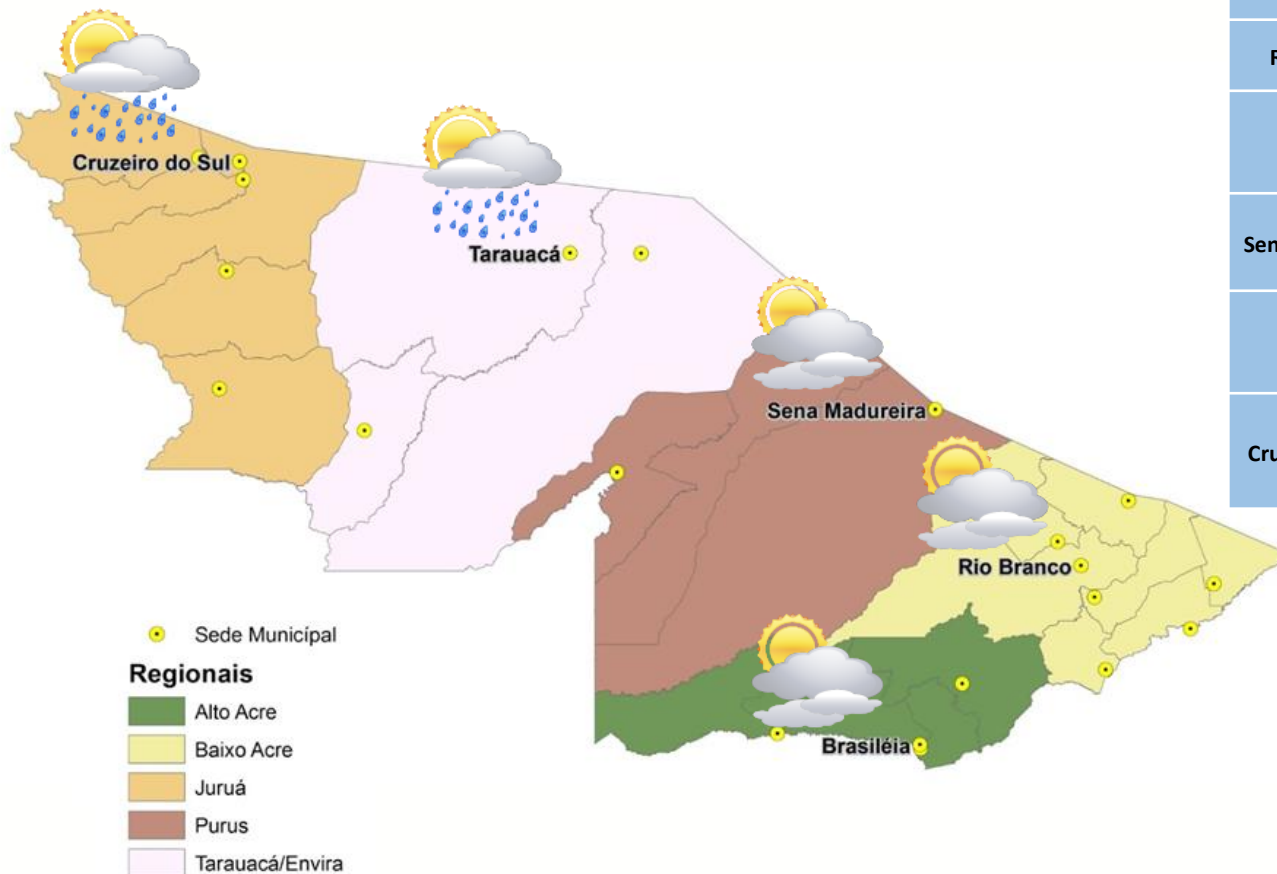 Cruzeiro do Sul
Tarauacá
Sena Madureira
Rio Branco
Brasiléia
Sede Municípal
Regionais
Alto Acre
Baixo Acre
Juruá
Purus
Tarauacá/Envira